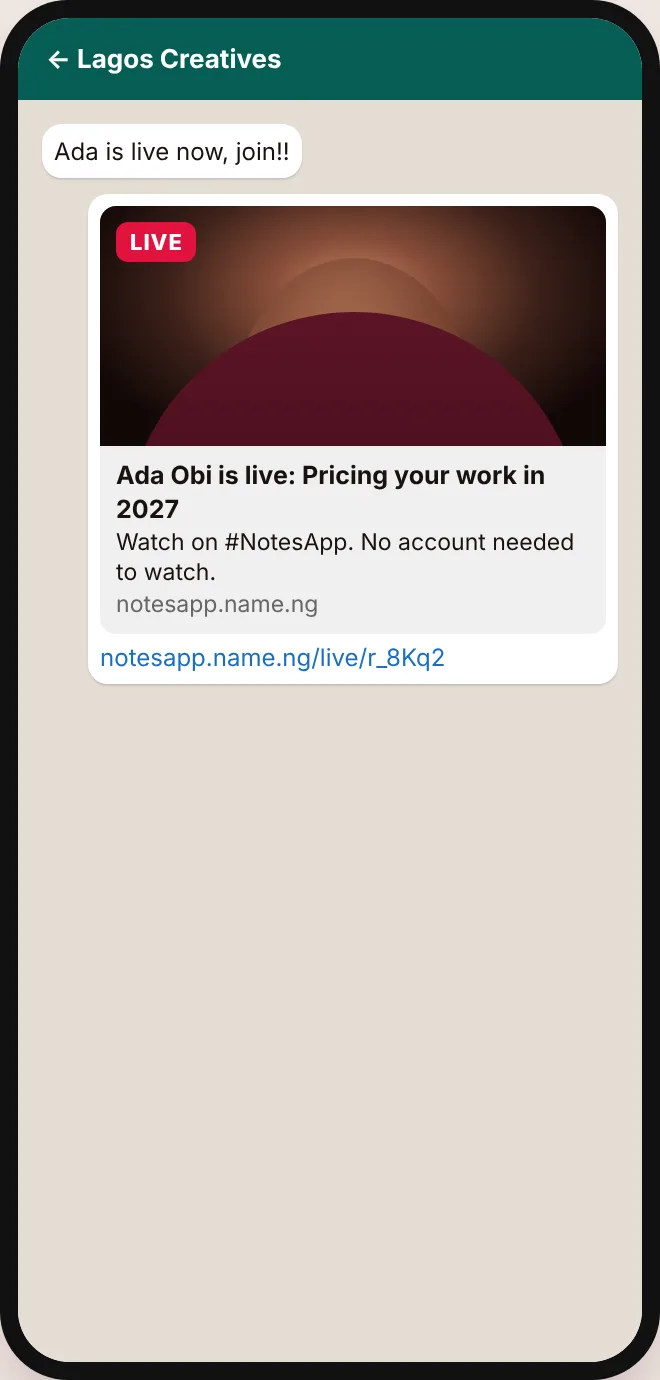 ← Lagos Creatives
Ada is live now, join!!
LIVE
Ada Obi is live: Pricing your work in
2027
Watch on #NotesApp. No account needed
to watch.
notesapp.name.ng
notesapp.name.ng/live/r_8Kq2